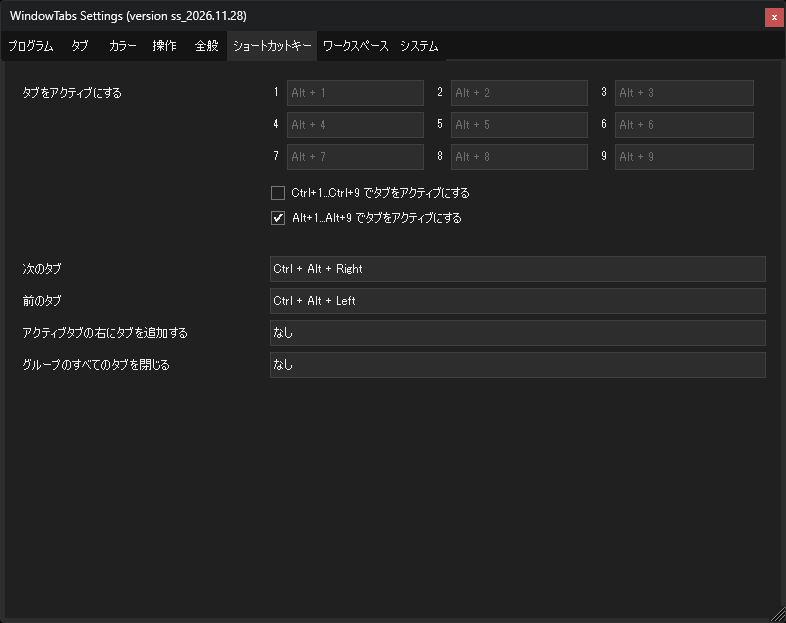 WindowTabs Settings (version ss_2026.11.28)
x
プログラム タブ カラー 操作 全般 ショートカットキー ワークスペース システム
タブをアクティブにする 1 Alt + 1 2 Alt + 2 3 Alt + 3
4 Alt + 4 5 Alt + 5 6 Alt + 6
7 Alt + 7 8 Alt + 8 9 Alt + 9
Ctrl+1...Ctrl+9 でタブをアクティブにする
Alt+1...Alt+9 でタブをアクティブにする
次のタブ Ctrl + Alt + Right
前のタブ Ctrl + Alt + Left
アクティブタブの右にタブを追加する なし
グループのすべてのタブを閉じる なし